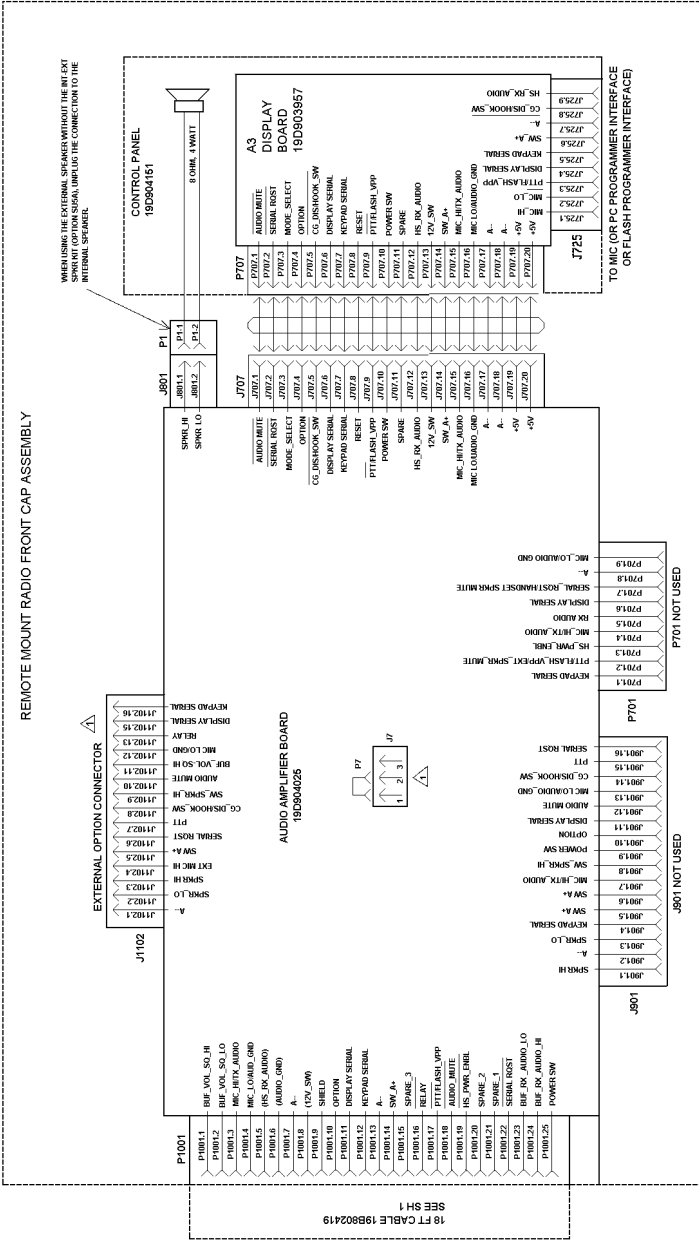 REMOTE MOUNT RADIO FRONT CAP ASSEMBLY
WHEN USING THE EXTERNAL SPEAKER WITHOUT THE INT-EXT
SPKR KIT (OPTION SU5A), UNPLUG THE CONNECTION TO THE
INTERNAL SPEAKER.
CONTROL PANEL
19D904151
8 OHM, 4 WATT
A3
DISPLAY
BOARD
19D903957
P1
P1-1
P1-2
J801
J801.1
J801.2
SPKR_HI
SPKR LO
P707
P707.1 AUDIO MUTE
P707.2 SERIAL RQST
P707.3 MODE_SELECT
P707.4 OPTION
P707.5 CG_DIS/HOOK_SW
P707.6 DISPLAY SERIAL
P707.7 KEYPAD SERIAL
P707.8 RESET
P707.9 PTT/FLASH_VPP
P707.10 POWER SW
P707.11 SPARE
P707.12 HS_RX_AUDIO
P707.13 12V_SW
P707.14 SW_A+
P707.15 MIC_HI/TX_AUDIO
P707.16 MIC LO/AUDIO_GND
P707.17 A--
P707.18 A--
P707.19 +5V
P707.20 +5V
J725
J725.9 HS_RX_AUDIO
J725.8 CG_DIS/HOOK_SW
J725.7 A--
J725.6 SW_A+
J725.5 KEYPAD SERIAL
J725.4 DISPLAY SERIAL
J725.3 PTT/FLASH_VPP
J725.2 MIC_LO
J725.1 MIC_HI
TO MIC (OR PC PROGRAMMER INTERFACE
OR FLASH PROGRAMMER INTERFACE)
J707
J707.1 AUDIO MUTE
J707.2 SERIAL RQST
J707.3 MODE_SELECT
J707.4 OPTION
J707.5 CG_DIS/HOOK_SW
J707.6 DISPLAY SERIAL
J707.7 KEYPAD SERIAL
J707.8 RESET
J707.9 PTT/FLASH_VPP
J707.10 POWER SW
J707.11 SPARE
J707.12 HS_RX_AUDIO
J707.13 12V_SW
J707.14 SW_A+
J707.15 MIC_HI/TX_AUDIO
J707.16 MIC LO/UADIO_GND
J707.17 A--
J707.18 A--
J707.19 +5V
J707.20 +5V
EXTERNAL OPTION CONNECTOR
1
J1102
J1102.16 KEYPAD SERIAL
J1102.15 DISPLAY SERIAL
J1102.13 RELAY
J1102.12 MIC LO/GND
J1102.11 BUF_VOL/SQ HI
J1102.10 AUDIO MUTE
J1102.9 SW_SPKR_HI
J1102.8 CG_DIS/HOOK_SW
J1102.7 PTT
J1102.6 SERIAL RQST
J1102.5 SW A+
J1102.4 EXT MIC HI
J1102.3 SPKR HI
J1102.2 SPKR_LO
J1102.1 A--
AUDIO AMPLIFIER BOARD
19D904025
P7
J7
1 2 3
1
P701
P701.9 MIC_LO/AUDIO GND
P701.8 A--
P701.7 SERIAL_RQST/HANDSET SPKR MUTE
P701.6 DISPLAY SERIAL
P701.5 RX AUDIO
P701.4 MIC_HI/TX_AUDIO
P701.3 HS_PWR_ENBL
P701.2 PTT/FLASH_VPP/EXT_SPKR_MUTE
P701.1 KEYPAD SERIAL
P701 NOT USED
J901
J901.16 SERIAL RQST
J901.15 PTT
J901.14 CG_DIS/HOOK_SW
J901.13 MIC LO/AUDIO_GND
J901.12 AUDIO MUTE
J901.11 DISPLAY SERIAL
J901.10 OPTION
J901.9 POWER SW
J901.8 SW_SPKR_HI
J901.7 MIC_HI/TX_AUDIO
J901.6 SW A+
J901.5 SW A+
J901.4 KEYPAD SERIAL
J901.3 SPKR_LO
J901.2 A--
J901.1 SPKR HI
J901 NOT USED
P1001
P1001.1 BUF_VOL_SQ_HI
P1001.2 BUF_VOL_SQ_LO
P1001.3 MIC_HI/TX_AUDIO
P1001.4 MIC_LO/AUD_GND
P1001.5 (HS_RX_AUDIO)
P1001.6 (AUDIO_GND)
P1001.7 A--
P1001.8 (12V_SW)
P1001.9 SHIELD
P1001.10 OPTION
P1001.11 DISPLAY SERIAL
P1001.12 KEYPAD SERIAL
P1001.13 A--
P1001.14 SW_A+
P1001.15 SPARE_3
P1001.16 RELAY
P1001.17 PTT/FLASH_VPP
P1001.18 AUDIO_MUTE
P1001.19 HS_PWR_ENBL
P1001.20 SPARE_2
P1001.21 SPARE_1
P1001.22 SERIAL RQST
P1001.23 BUF_RX_AUDIO_LO
P1001.24 BUF_RX_AUDIO_HI
P1001.25 POWER SW
18 FT CABLE 19B802419
SEE SH 1